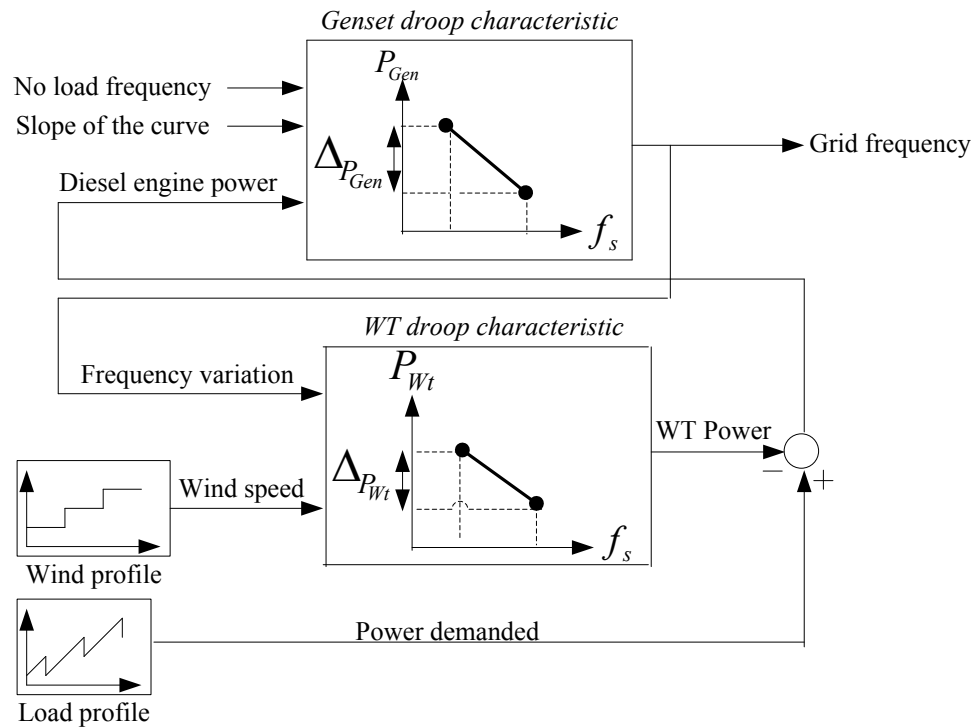 Genset droop characteristic
No load frequency
Slope of the curve
Diesel engine power
P_Gen
Δ_P_Gen
f_s
Grid frequency
WT droop characteristic
Frequency variation
P_Wt
Δ_P_Wt
f_s
WT Power
−
+
Wind speed
Wind profile
Power demanded
Load profile